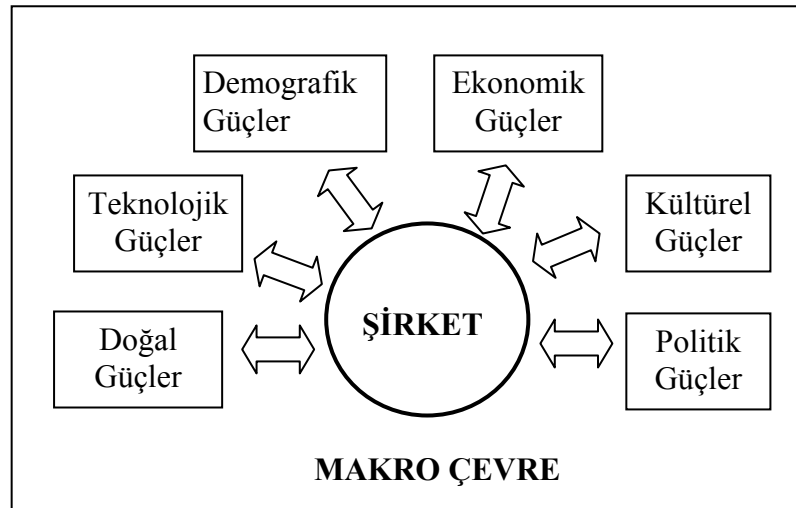 Demografik
Güçler
Ekonomik
Güçler
Teknolojik
Güçler
Kültürel
Güçler
ŞİRKET
Doğal
Güçler
Politik
Güçler
MAKRO ÇEVRE